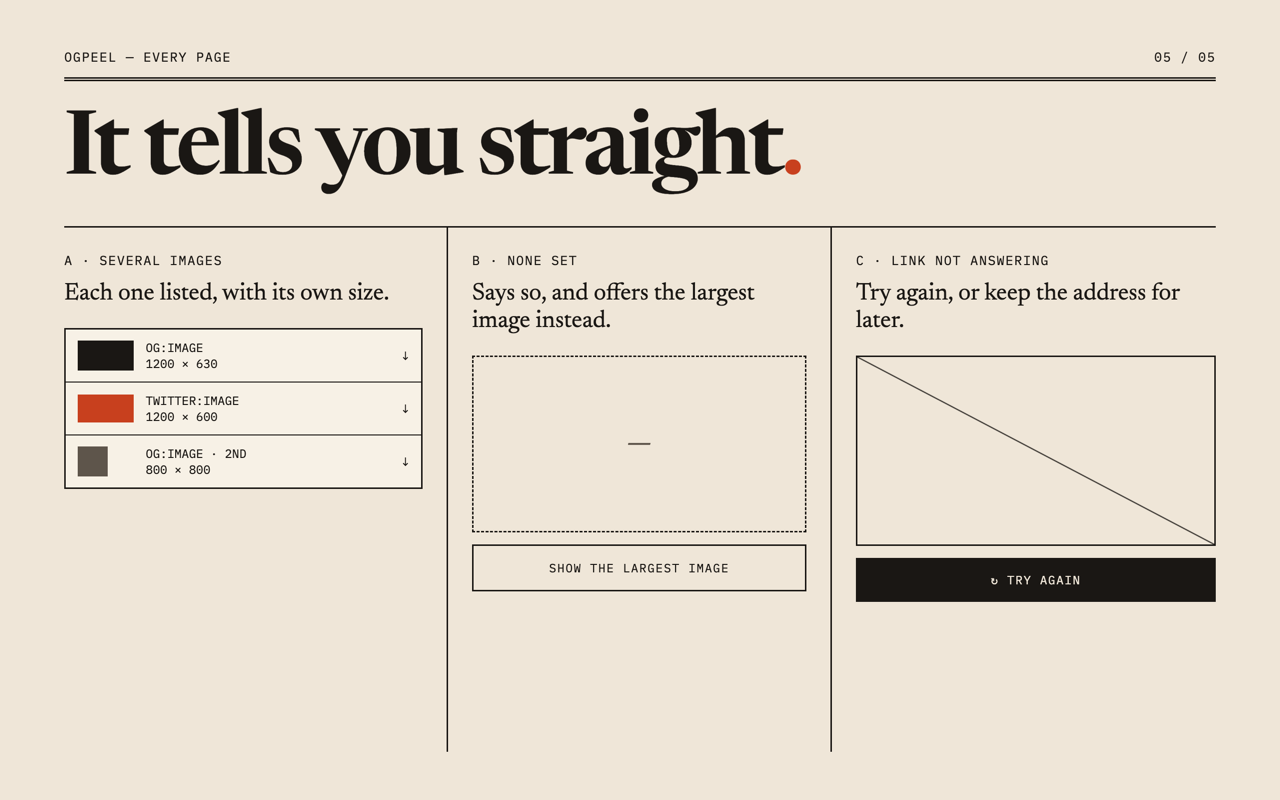 OGPEEL — EVERY PAGE
05 / 05
It tells you straight.
A · SEVERAL IMAGES
Each one listed, with its own size.
OG:IMAGE
1200 × 630
↓
TWITTER:IMAGE
1200 × 600
↓
OG:IMAGE · 2ND
800 × 800
↓
B · NONE SET
Says so, and offers the largest
image instead.
—
SHOW THE LARGEST IMAGE
C · LINK NOT ANSWERING
Try again, or keep the address for
later.
↻ TRY AGAIN